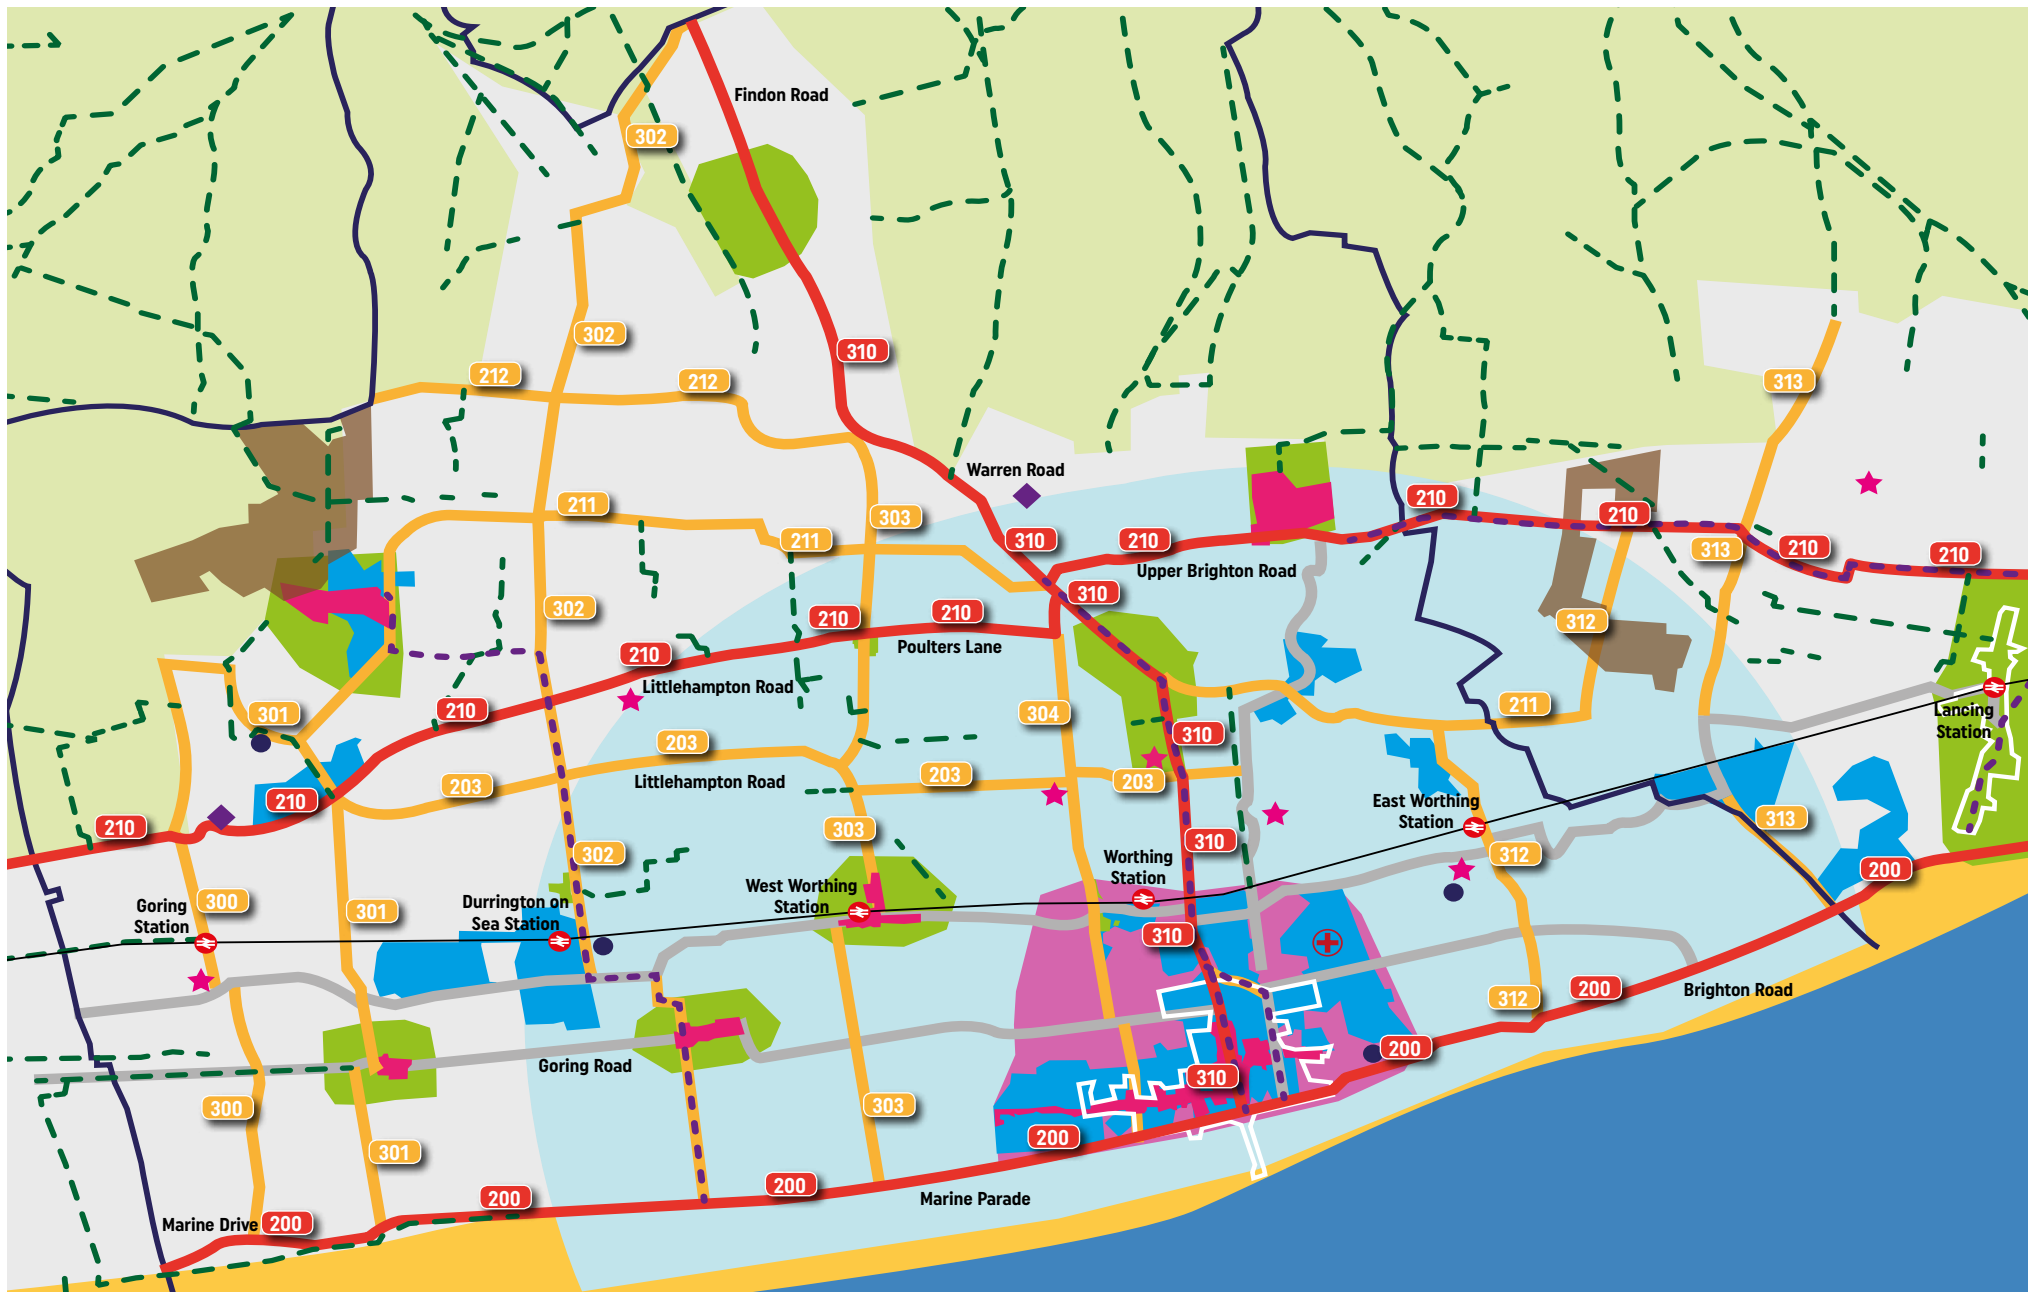 Findon Road
302
302
310
212
212
313
Warren Road
211
303
211
310
210
210
210
313
210
210
Upper Brighton Road
302
310
210
210
312
Poulters Lane
210
Littlehampton Road
301
210
304
211
Lancing
Station
310
203
Littlehampton Road
203
203
203
210
210
East Worthing
Station
313
303
310
302
312
Worthing
Station
200
West Worthing
Station
300
Goring
Station
301
Durrington on
Sea Station
310
200
312
Brighton Road
Goring Road
200
310
300
303
301
200
200
Marine Parade
200
Marine Drive
200